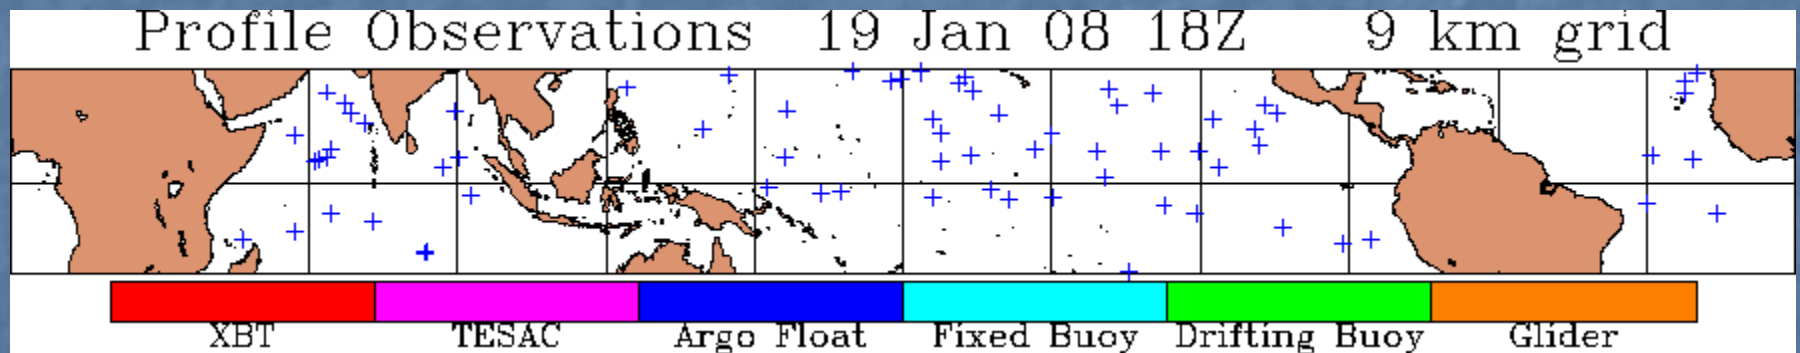 Profile Observations 19 Jan 08 18Z 9 km grid
XBT TESAC Argo Float Fixed Buoy Drifting Buoy Glider